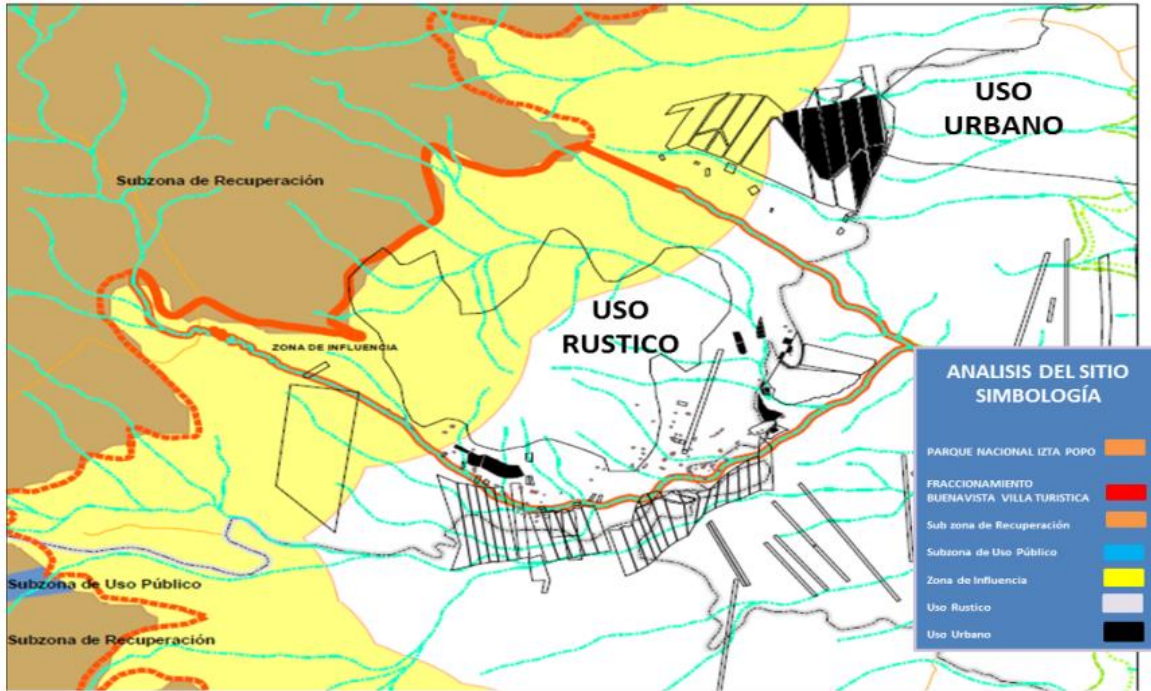 USO
URBANO
Subzona de Recuperación
USO
RUSTICO
ZONA DE INFLUENCIA
Subzona de Uso Público
Subzona de Recuperación
ANALISIS DEL SITIO
SIMBOLOGÍA
PARQUE NACIONAL IZTA POPO
FRACCIONAMIENTO
BUENAVISTA VILLA TURISTICA
Sub zona de Recuperación
Subzona de Uso Público
Zona de Influencia
Uso Rustico
Uso Urbano